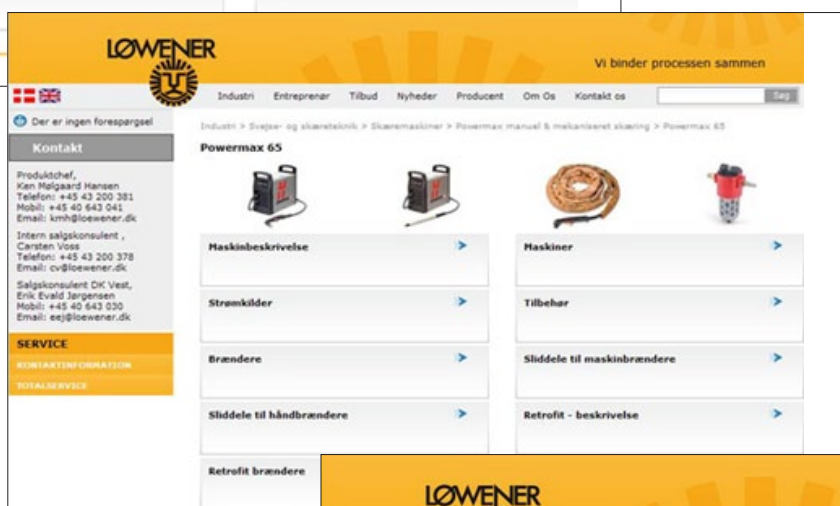 LØWENER
Vi binder processen sammen
Industri Entreprenør Tilbud Nyheder Producent Om Os Kontakt os
Søg
Der er ingen forespørgsel
Industri > Svejse- og skæreteknik > Skæremaskiner > Powermax manuel & mekaniseret skæring > Powermax 65
Kontakt
Powermax 65
Produktchef,
Ken Mølgaard Hansen
Telefon: +45 43 200 381
Mobil: +45 40 643 041
Email: kmh@loewener.dk
Intern salgskonsulent ,
Carsten Voss
Telefon: +45 43 200 378
Email: cv@loewener.dk
Salgskonsulent DK Vest,
Erik Evald Jørgensen
Mobil: +45 40 643 030
Email: eej@loewener.dk
SERVICE
KONTAKTINFORMATION
TOTALSERVICE
Maskinbeskrivelse
Maskiner
Strømkilder
Tilbehør
Brændere
Sliddele til maskinbrændere
Sliddele til håndbrændere
Retrofit - beskrivelse
Retrofit brændere
LØWENER